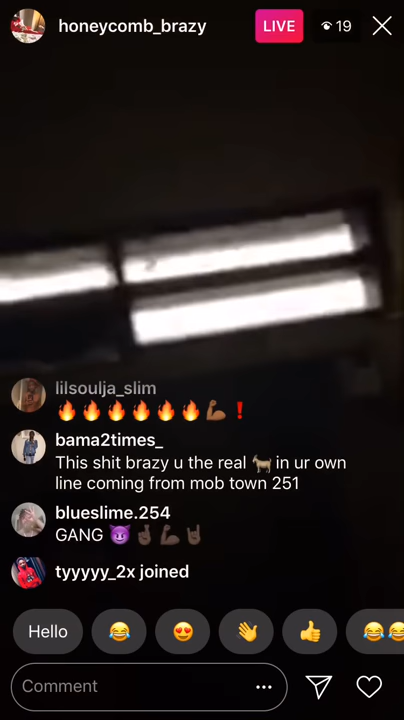 honeycomb_brazy
LIVE
19
lilsoulja_slim
🔥🔥🔥🔥🔥🔥💪🏾❗
bama2times_
This shit brazy u the real 🐐 in ur own
line coming from mob town 251
blueslime.254
GANG 😈🤞🏿💪🏿🤘🏿
tyyyyy_2x joined
Hello 😂 😍 👋 👍 😂😂
Comment